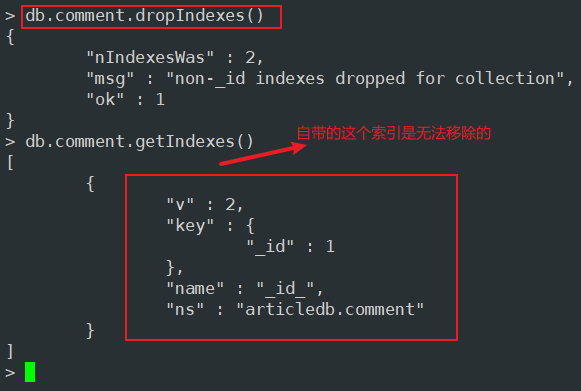 > db.comment.dropIndexes()
{
        "nIndexesWas" : 2,
        "msg" : "non-_id indexes dropped for collection",
        "ok" : 1
}
> db.comment.getIndexes()
自带的这个索引是无法移除的
[
        {
                "v" : 2,
                "key" : {
                        "_id" : 1
                },
                "name" : "_id_",
                "ns" : "articledb.comment"
        }
]
>